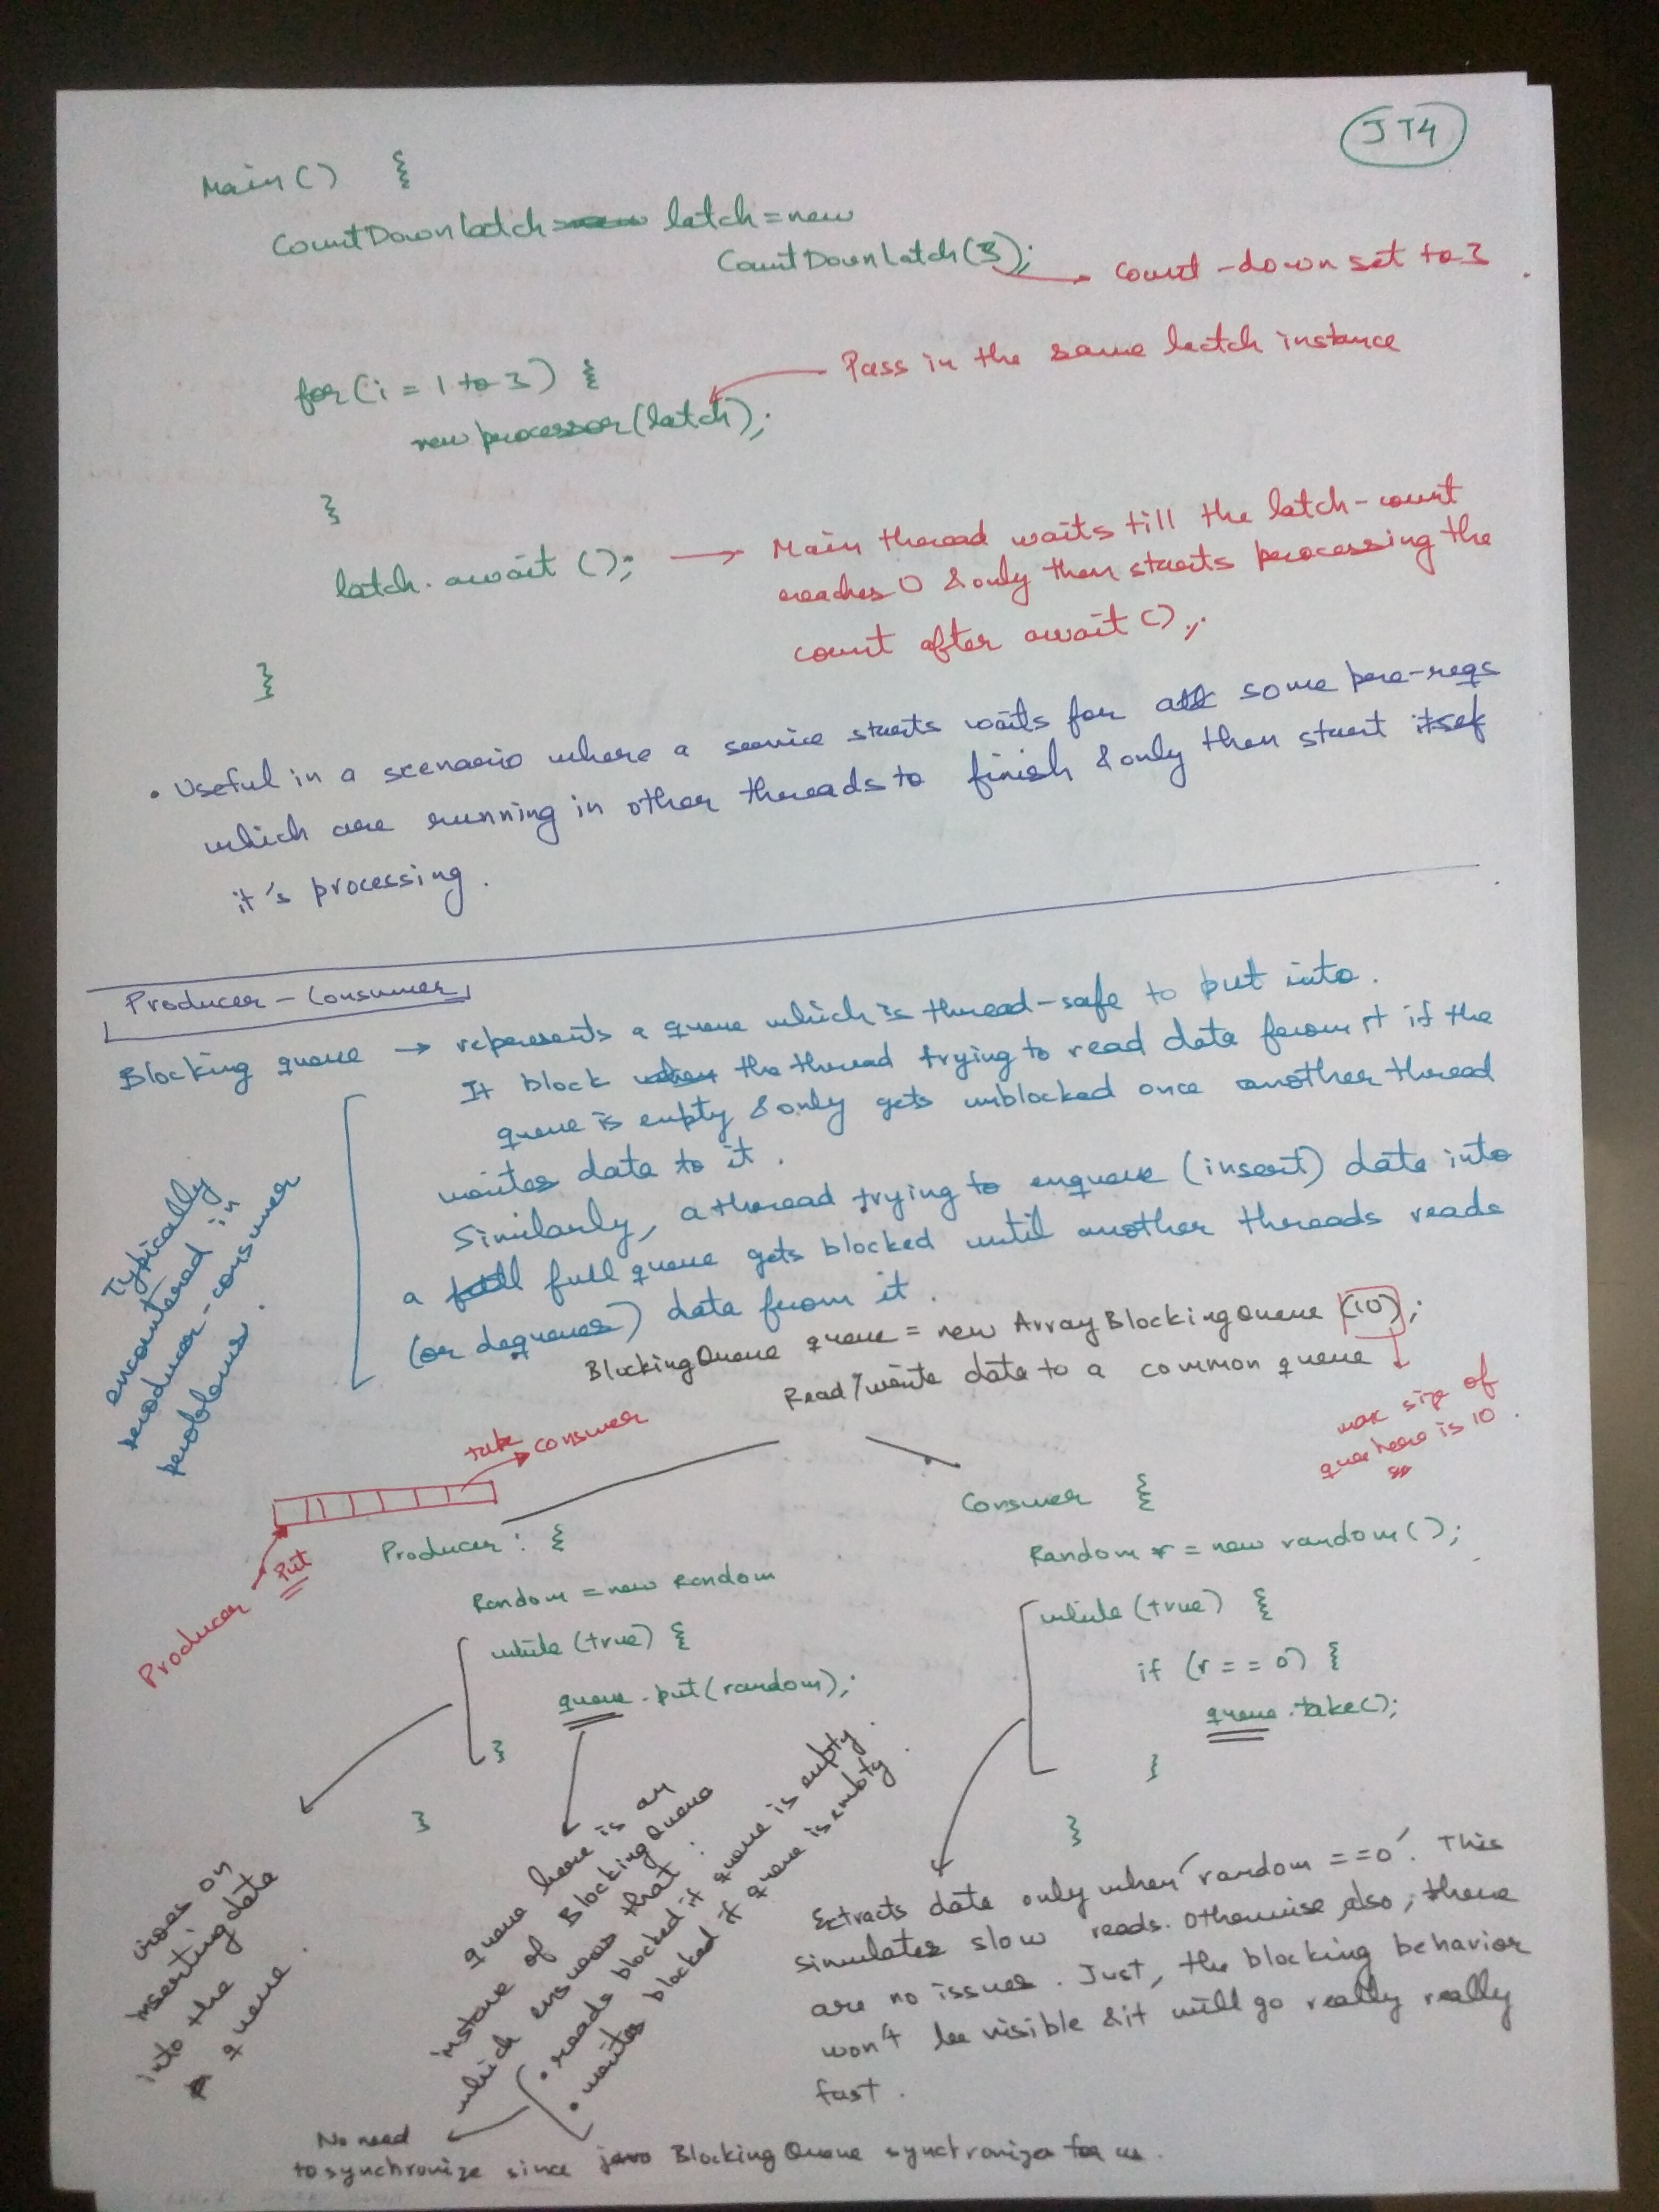 JT4
Main() {
CountDownLatch latch = new
CountDownLatch(3);
count-down set to 3
for(i = 1 to 3) {
Pass in the same latch instance
new processor(latch);
}
latch.await();
Main thread waits till the latch-count
reaches 0 & only then starts processing the
count after await();
}
• Useful in a scenario where a service starts waits for some pre-reqs
which are running in other threads to finish & only then start
it's processing.
Producer-Consumer
Blocking queue → represents a queue which is thread-safe to put into.
It block the thread trying to read data from it if the
queue is empty & only gets unblocked once another thread
writes data to it.
Similarly, a thread trying to enqueue (insert) data into
a full queue gets blocked until another threads reads
(or dequeues) data from it.
Typically
encountered in
producer-consumer
problems.
BlockingQueue queue = new ArrayBlockingQueue(10);
Read/write data to a common queue
max size of
queue here is 10.
take
consumer
Put
Producer
Producer: {
Random = new Random
while(true) {
queue.put(random);
}
}
Consumer {
Random r = new random();
while(true) {
if (r == 0) {
queue.take();
}
}
Goes on
inserting data
into the
queue.
queue here is an
instance of BlockingQueue
which ensures that:
• reads blocked if queue is empty.
• writes blocked if queue is empty.
Extracts data only when 'random == 0'. This
simulates slow reads. Otherwise also, there
are no issues. Just, the blocking behavior
won't be visible & it will go really really
fast.
No need
to synchronize since java BlockingQueue synchronizes for us.